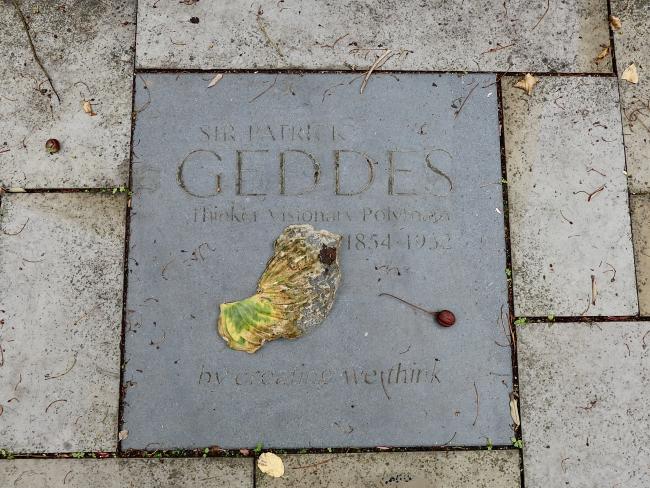 SIR PATRICK
GEDDES
Thinker Visionary Polymath
1854-1932
by creating we think